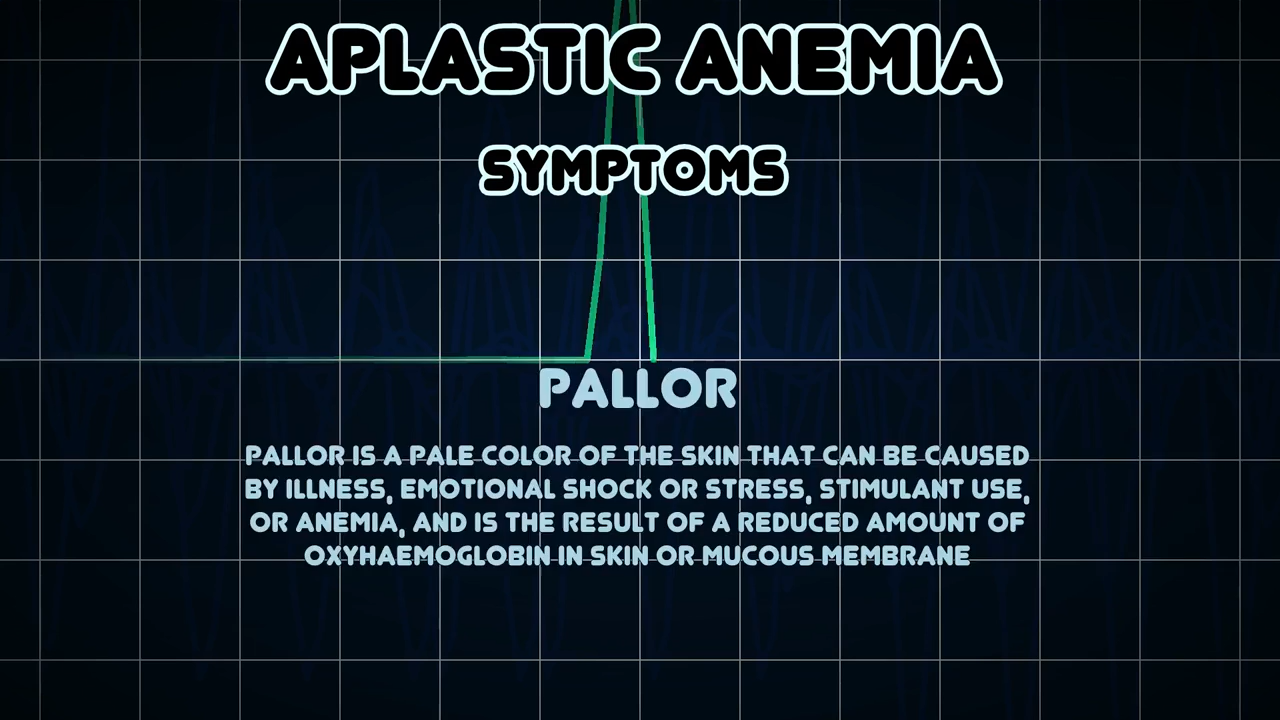 APLASTIC ANEMIA
SYMPTOMS
PALLOR
PALLOR IS A PALE COLOR OF THE SKIN THAT CAN BE CAUSED
BY ILLNESS, EMOTIONAL SHOCK OR STRESS, STIMULANT USE,
OR ANEMIA, AND IS THE RESULT OF A REDUCED AMOUNT OF
OXYHAEMOGLOBIN IN SKIN OR MUCOUS MEMBRANE